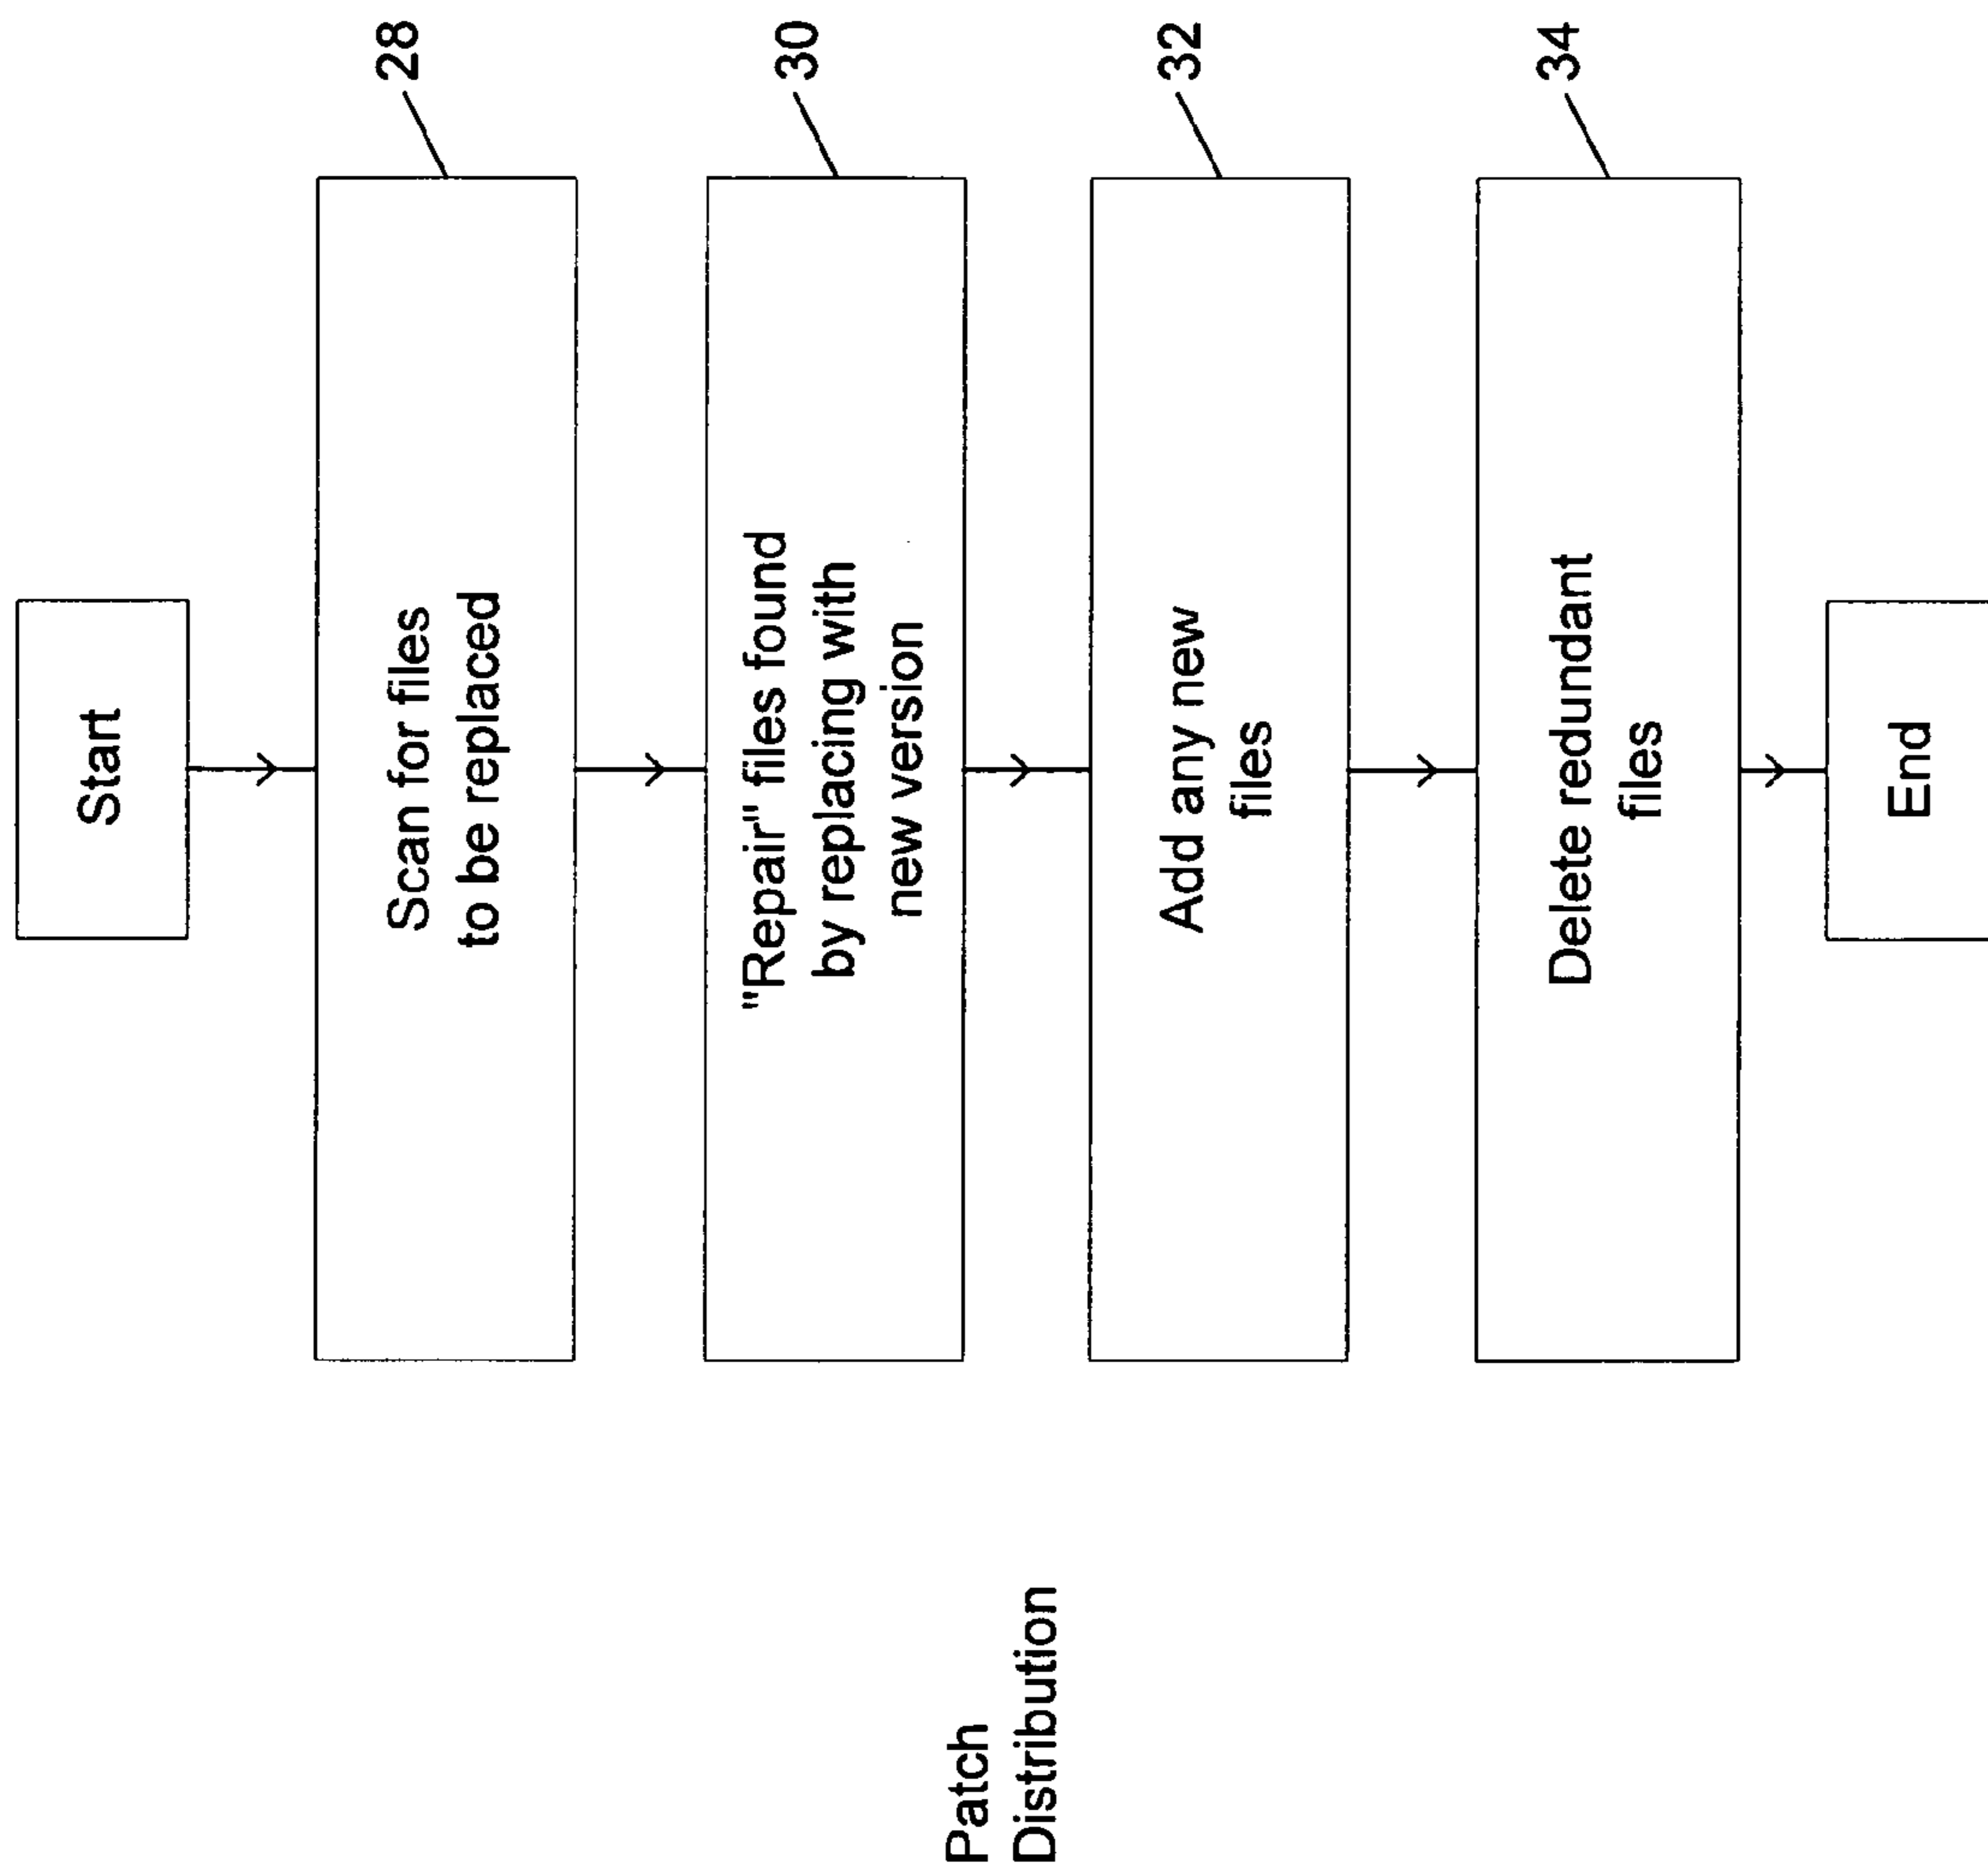 Start
28
Scan for files
to be replaced
30
"Repair" files found
by replacing with
new version
32
Add any new
files
34
Delete redundant
files
End
Patch
Distribution